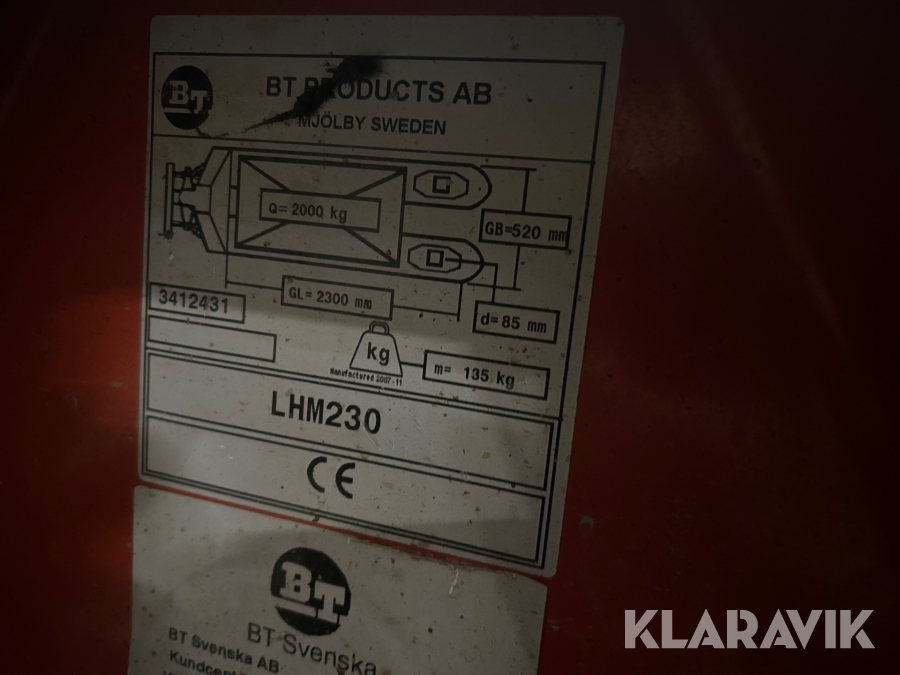 BT
BT PRODUCTS AB
MJÖLBY SWEDEN
Q= 2000 kg
GB=520 mm
GL= 2300 mm
3412431
d= 85 mm
kg
Manufactured 2007-11
m= 135 kg
LHM230
CE
BT
BT Svenska
BT Svenska AB
KLARAVIK